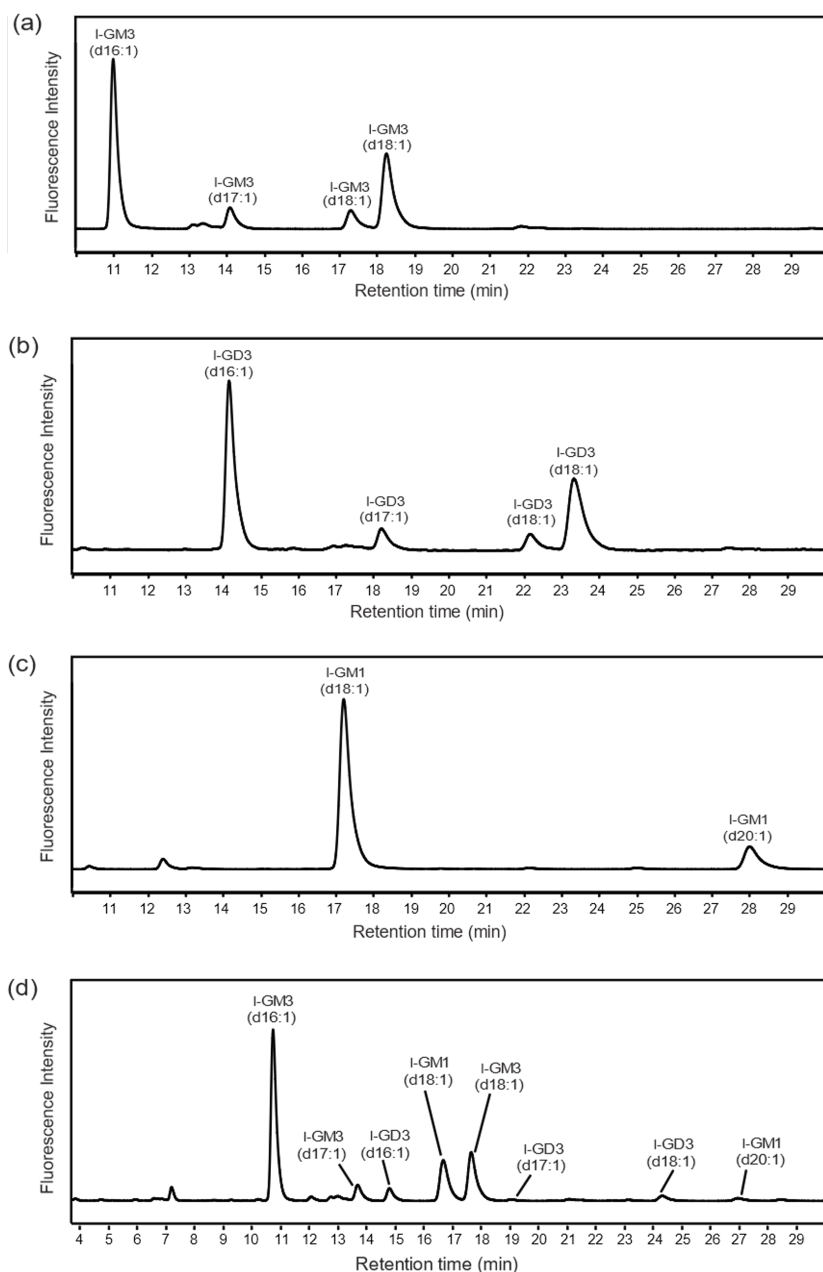 (a)
I-GM3
(d16:1)
I-GM3
(d17:1)
I-GM3
(d18:1)
I-GM3
(d18:1)
Fluorescence Intensity
11 12 13 14 15 16 17 18 19 20 21 22 23 24 25 26 27 28 29
Retention time (min)
(b)
I-GD3
(d16:1)
I-GD3
(d17:1)
I-GD3
(d18:1)
I-GD3
(d18:1)
Fluorescence Intensity
11 12 13 14 15 16 17 18 19 20 21 22 23 24 25 26 27 28 29
Retention time (min)
(c)
I-GM1
(d18:1)
I-GM1
(d20:1)
Fluorescence Intensity
11 12 13 14 15 16 17 18 19 20 21 22 23 24 25 26 27 28 29
Retention time (min)
(d)
I-GM3
(d16:1)
I-GM3
(d17:1)
I-GD3
(d16:1)
I-GM1
(d18:1)
I-GM3
(d18:1)
I-GD3
(d17:1)
I-GD3
(d18:1)
I-GM1
(d20:1)
Fluorescence Intensity
4 5 6 7 8 9 10 11 12 13 14 15 16 17 18 19 20 21 22 23 24 25 26 27 28 29
Retention time (min)